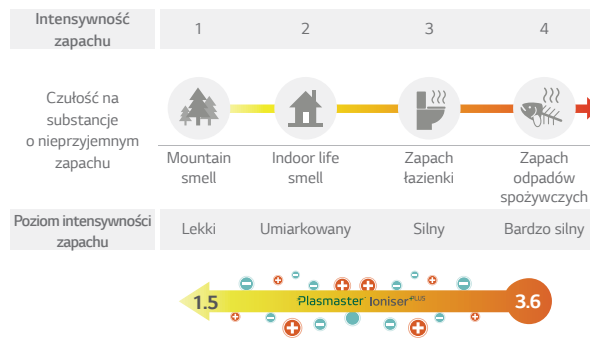 Intensywność
zapachu
1
2
3
4
Czułość na
substancje
o nieprzyjemnym
zapachu
Mountain
smell
Indoor life
smell
Zapach
łazienki
Zapach
odpadów
spożywczych
Poziom intensywności
zapachu
Lekki
Umiarkowany
Silny
Bardzo silny
1.5
Plasmaster Ioniser+PLUS
3.6